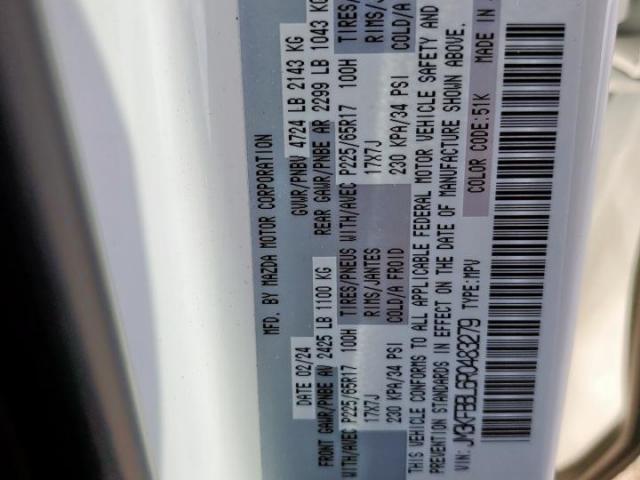 MFD. BY MAZDA MOTOR CORPORATION
DATE 02/24 GVWR/PNBV 4724 LB 2143 KG
FRONT GAWR/PNBE AV 2425 LB 1100 KG REAR GAWR/PNBE AR 2299 LB 1043 KG
WITH/AVEC P225/65R17 100H TIRES/PNEUS WITH/AVEC P225/65R17 100H TIRES/
17X7J RIMS/JANTES 17X7J RIMS/J
230 KPA/34 PSI COLD/A FROID 230 KPA/34 PSI COLD/A
THIS VEHICLE CONFORMS TO ALL APPLICABLE FEDERAL MOTOR VEHICLE SAFETY AND
PREVENTION STANDARDS IN EFFECT ON THE DATE OF MANUFACTURE SHOWN ABOVE.
COLOR CODE:51K MADE IN
VIN: JM3KFBBL6R0483279 TYPE:MPV